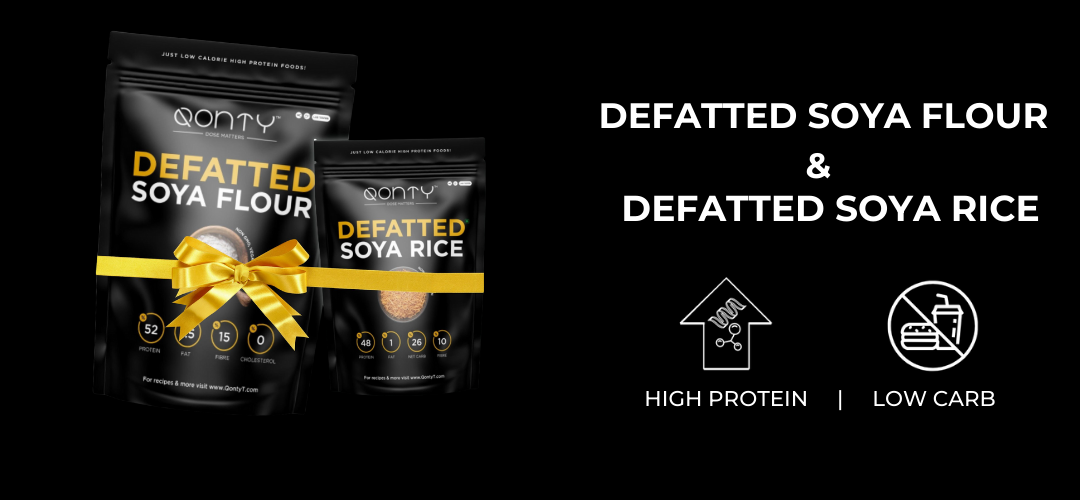 JUST LOW CALORIE HIGH PROTEIN FOODS!
QONTY™
DOSE MATTERS
DEFATTED
SOYA FLOUR
52
15
0
PROTEIN
FAT
FIBRE
CHOLESTEROL
For recipes & more visit www.QontyT.com
JUST LOW CALORIE HIGH PROTEIN FOODS!
QONTY
DOSE MATTERS
DEFATTED
SOYA RICE
48
1
26
10
PROTEIN
FAT
NET CARB
FIBRE
For recipes & more visit www.QontyT.com
DEFATTED SOYA FLOUR
&
DEFATTED SOYA RICE
HIGH PROTEIN | LOW CARB